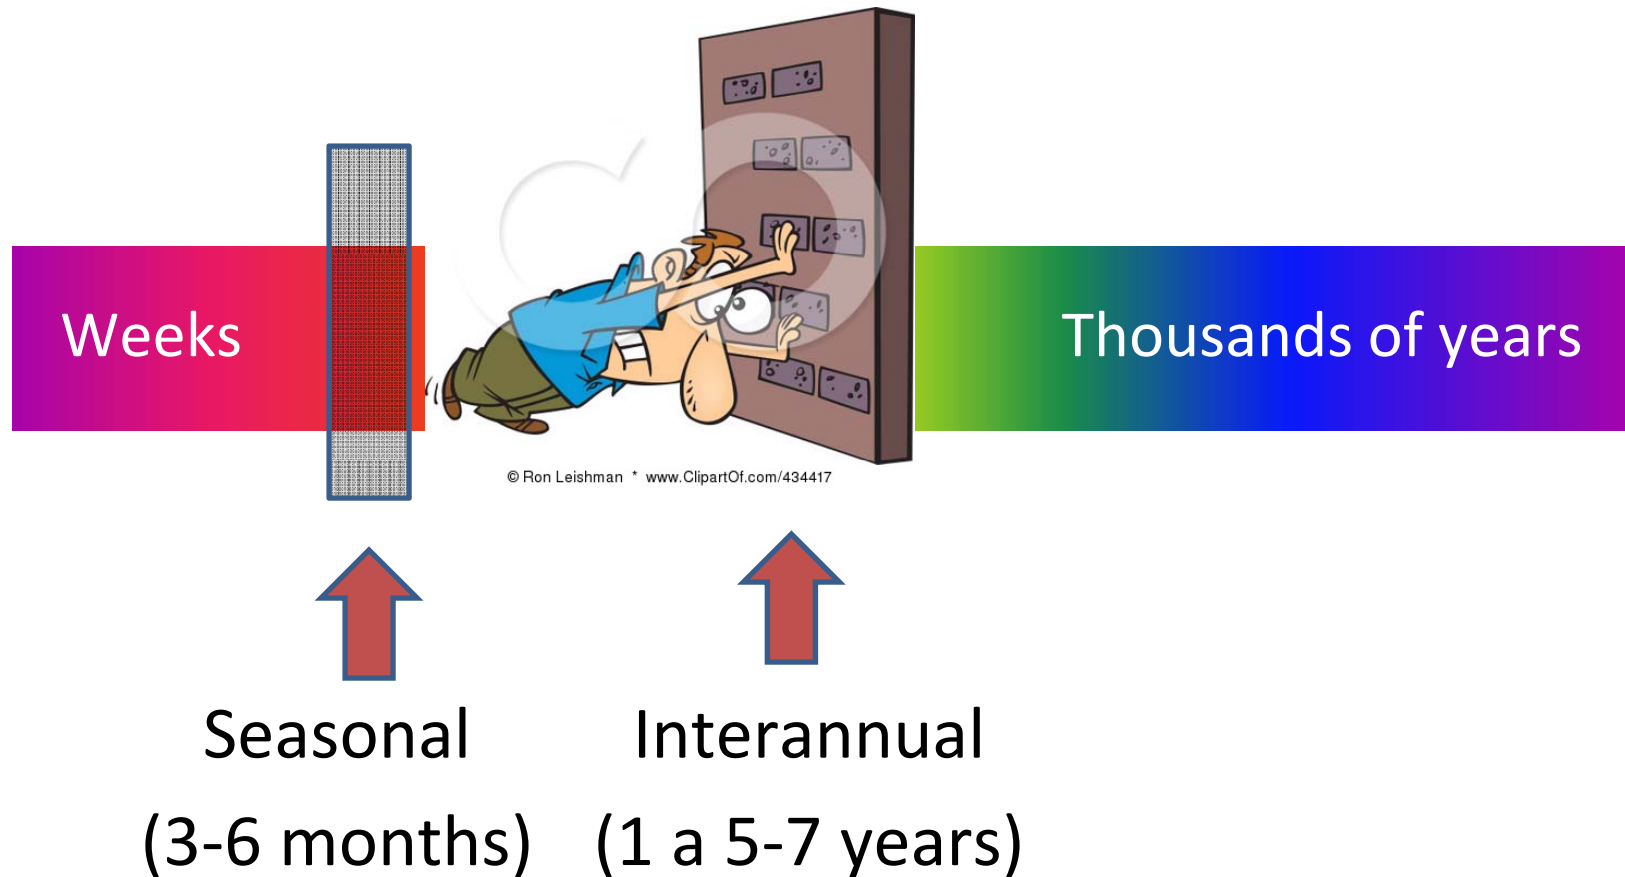 Weeks
Thousands of years
© Ron Leishman * www.ClipartOf.com/434417
Seasonal
(3-6 months)
Interannual
(1 a 5-7 years)